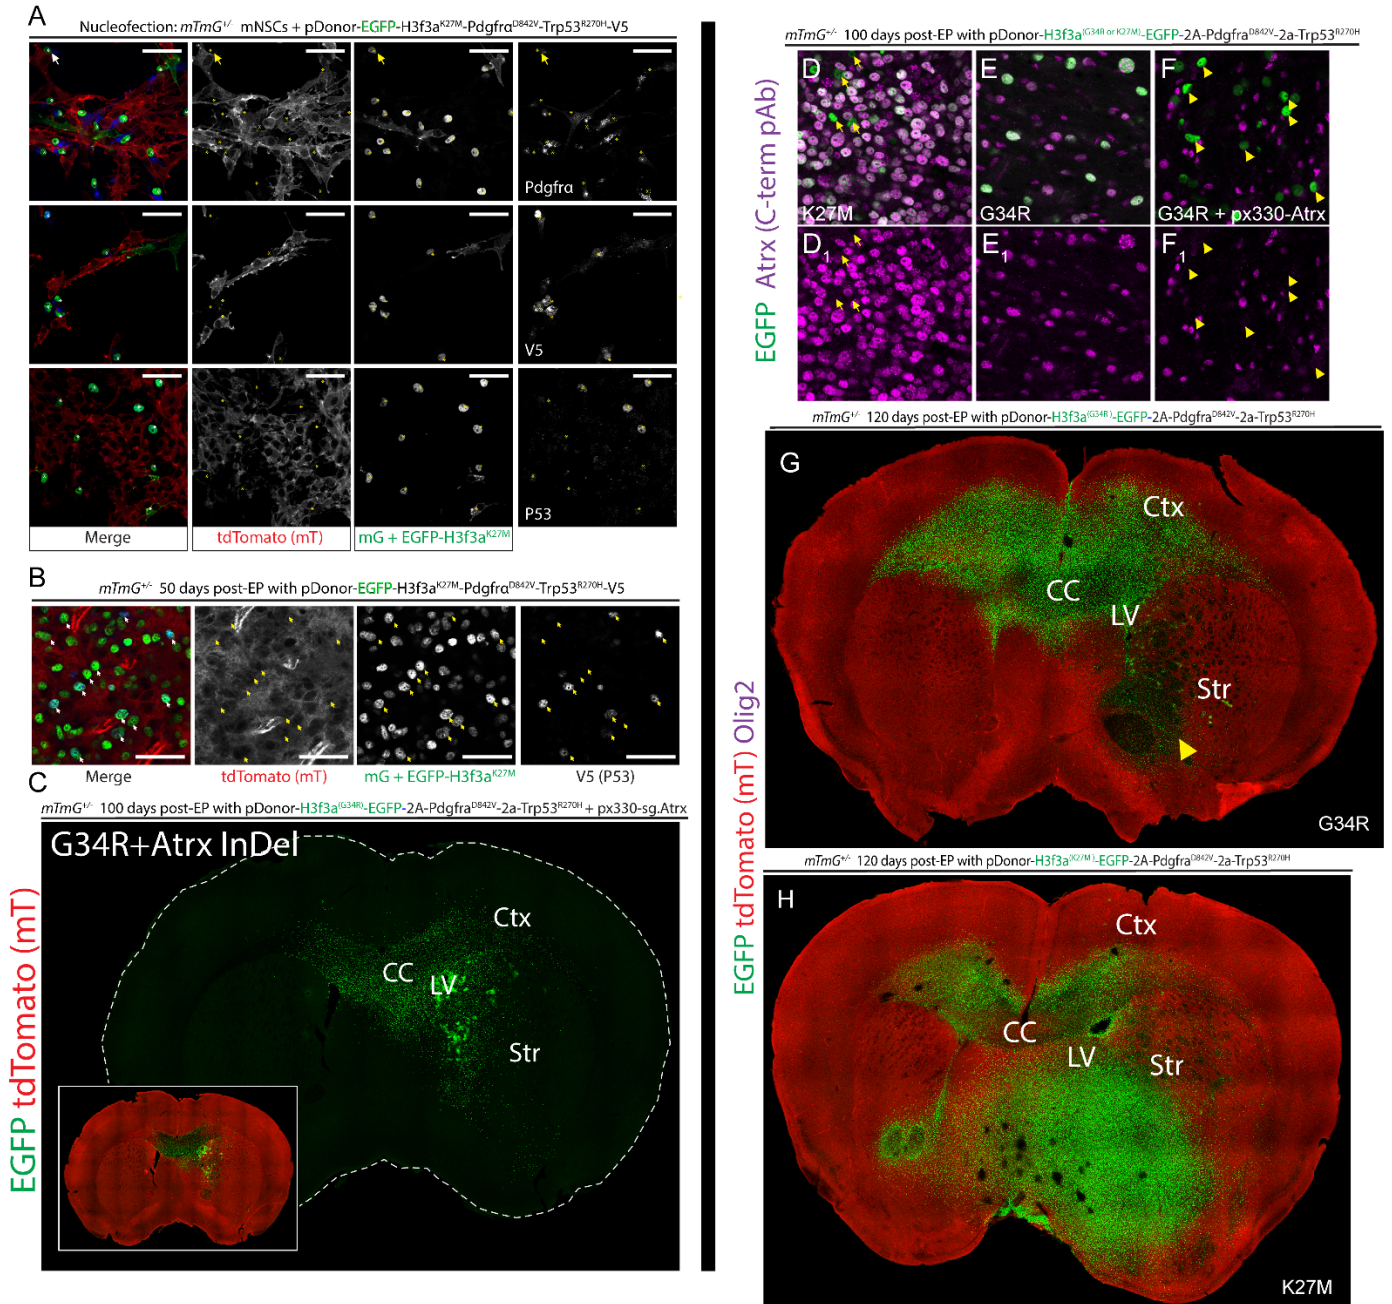 A
Nucleofection: mTmG+/- mNSCs + pDonor-EGFP-H3f3aK27M-PdgfrαD842V-Trp53R270H-V5
Pdgfrα
V5
P53
Merge
tdTomato (mT)
mG + EGFP-H3f3aK27M
B
mTmG+/- 50 days post-EP with pDonor-EGFP-H3f3aK27M-PdgfrαD842V-Trp53R270H-V5
Merge
tdTomato (mT)
mG + EGFP-H3f3aK27M
V5 (P53)
C
mTmG+/- 100 days post-EP with pDonor-H3f3a(G34R)-EGFP-2A-PdgfraD842V-2a-Trp53R270H + px330-sg.Atrx
EGFP tdTomato (mT)
G34R+Atrx InDel
Ctx
CC
LV
Str
mTmG+/- 100 days post-EP with pDonor-H3f3a(G34R or K27M)-EGFP-2A-PdgfraD842V-2a-Trp53R270H
EGFP Atrx (C-term pAb)
D
E
F
K27M
G34R
G34R + px330-Atrx
D1
E1
F1
mTmG+/- 120 days post-EP with pDonor-H3f3a(G34R)-EGFP-2A-PdgfraD842V-2a-Trp53R270H
EGFP tdTomato (mT) Olig2
G
Ctx
CC
LV
Str
G34R
mTmG+/- 120 days post-EP with pDonor-H3f3a(K27M)-EGFP-2A-PdgfraD842V-2a-Trp53R270H
H
Ctx
CC
LV
Str
K27M